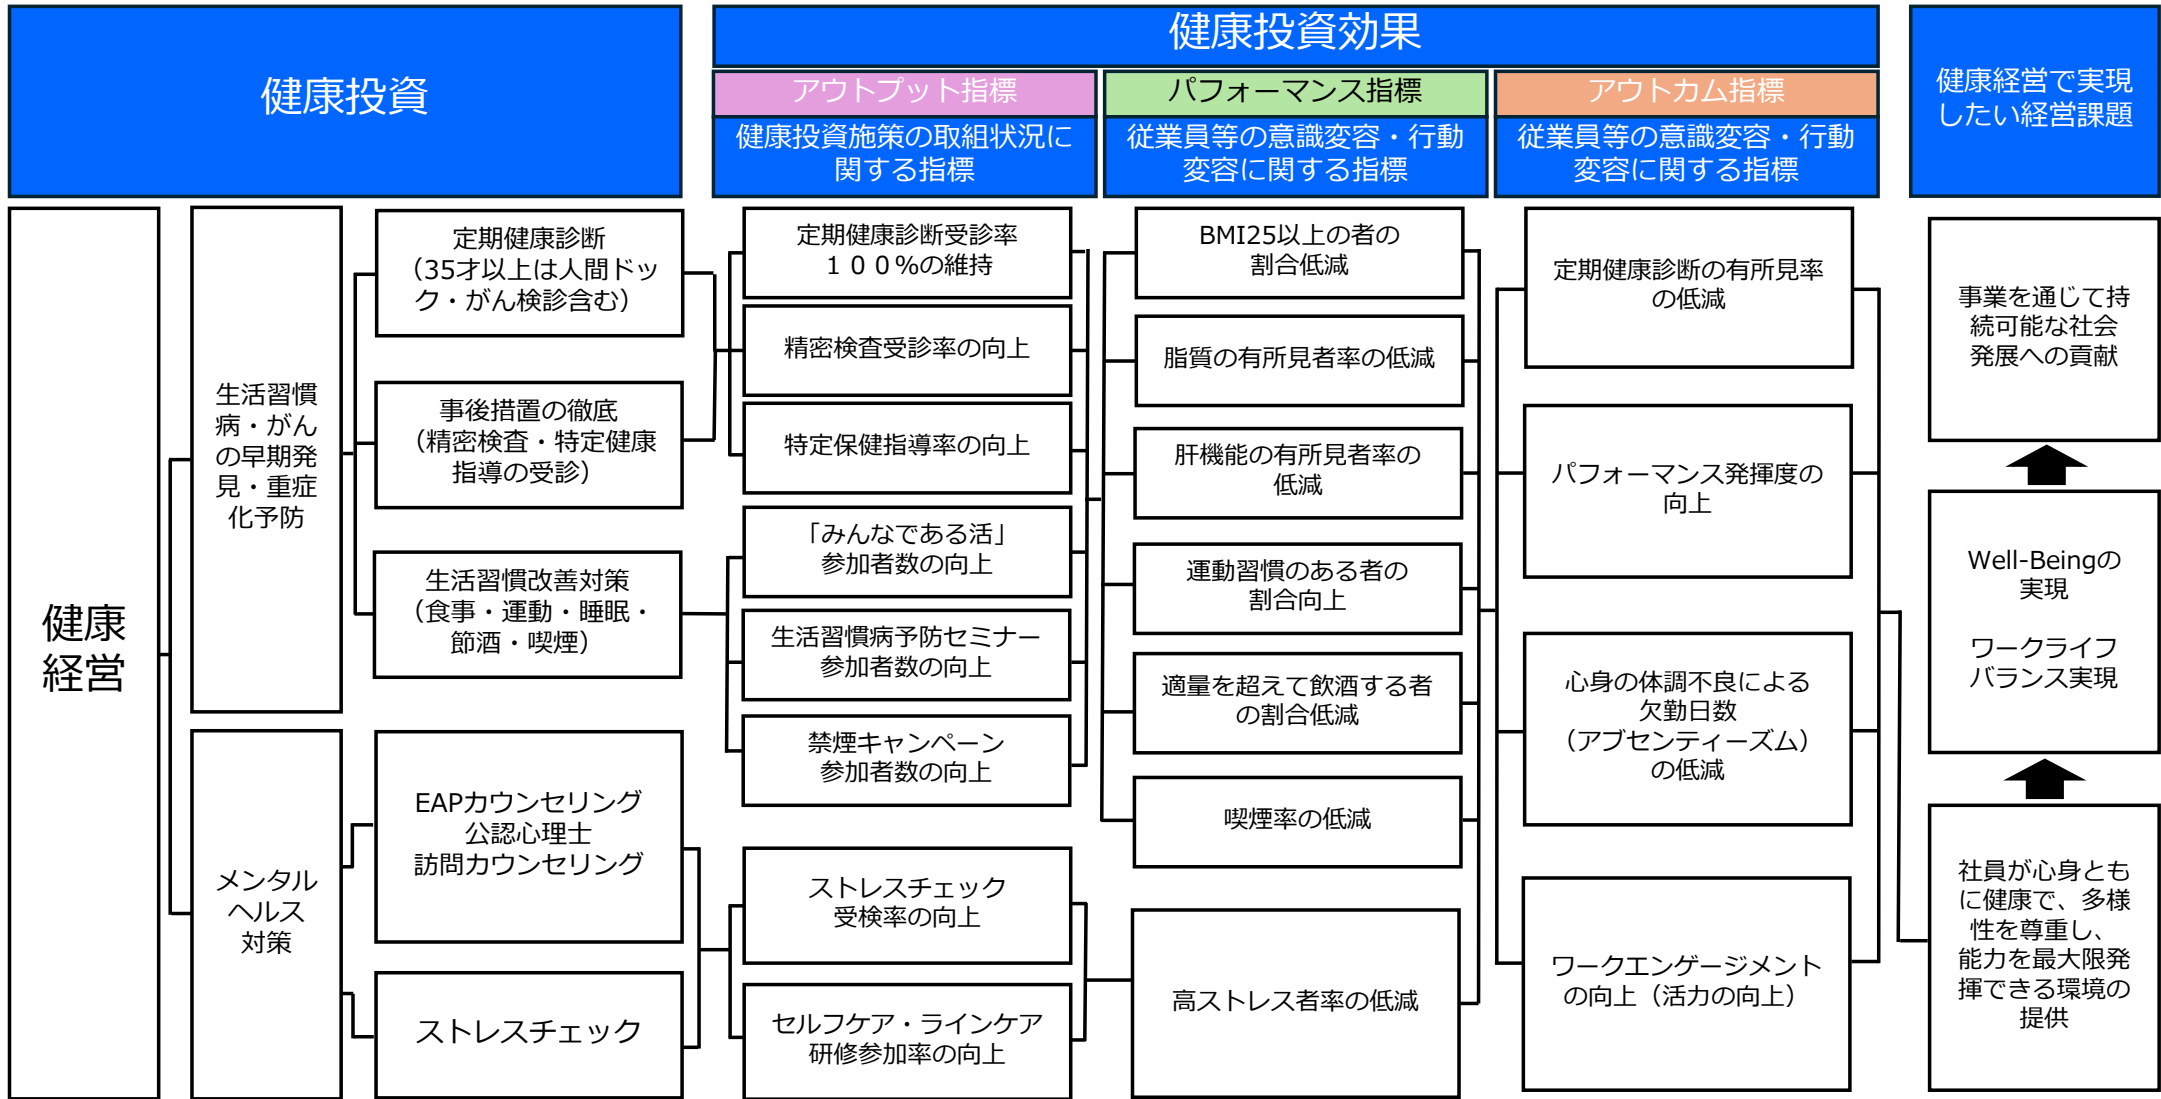 健康投資
健康投資効果
アウトプット指標
健康投資施策の取組状況に
関する指標
パフォーマンス指標
従業員等の意識変容・行動
変容に関する指標
アウトカム指標
従業員等の意識変容・行動
変容に関する指標
健康経営で実現
したい経営課題
健康
経営
生活習慣
病・がん
の早期発
見・重症
化予防
メンタル
ヘルス
対策
定期健康診断
（35才以上は人間ドッ
ク・がん検診含む）
事後措置の徹底
（精密検査・特定健康
指導の受診）
生活習慣改善対策
（食事・運動・睡眠・
節酒・喫煙）
EAPカウンセリング
公認心理士
訪問カウンセリング
ストレスチェック
定期健康診断受診率
１００%の維持
精密検査受診率の向上
特定保健指導率の向上
「みんなである活」
参加者数の向上
生活習慣病予防セミナー
参加者数の向上
禁煙キャンペーン
参加者数の向上
ストレスチェック
受検率の向上
セルフケア・ラインケア
研修参加率の向上
BMI25以上の者の
割合低減
脂質の有所見者率の低減
肝機能の有所見者率の
低減
運動習慣のある者の
割合向上
適量を超えて飲酒する者
の割合低減
喫煙率の低減
高ストレス者率の低減
定期健康診断の有所見率
の低減
パフォーマンス発揮度の
向上
心身の体調不良による
欠勤日数
（アブセンティーズム）
の低減
ワークエンゲージメント
の向上（活力の向上）
事業を通じて持
続可能な社会
発展への貢献
Well-Beingの
実現
ワークライフ
バランス実現
社員が心身とも
に健康で、多様
性を尊重し、
能力を最大限発
揮できる環境の
提供